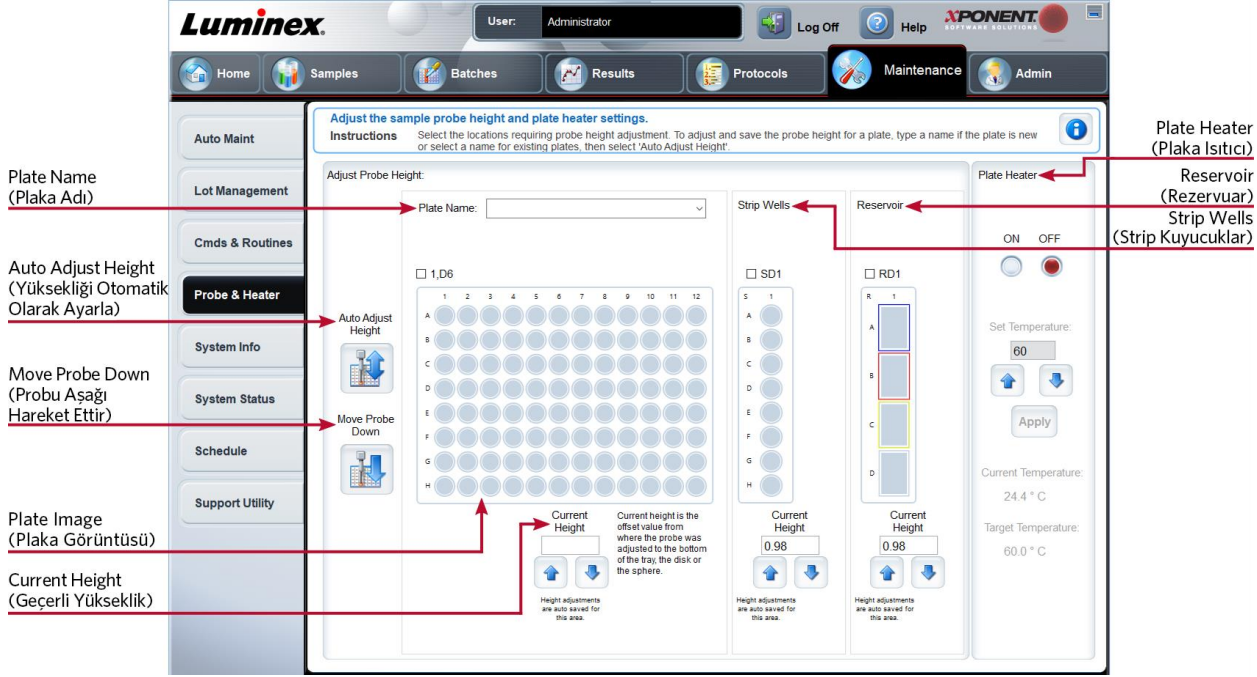 Luminex.
User: Administrator
Log Off
Help
XPONENT.
SOFTWARE SOLUTIONS
Home
Samples
Batches
Results
Protocols
Maintenance
Admin
Auto Maint
Lot Management
Cmds & Routines
Probe & Heater
System Info
System Status
Schedule
Support Utility
Adjust the sample probe height and plate heater settings.
Instructions
Select the locations requiring probe height adjustment. To adjust and save the probe height for a plate, type a name if the plate is new
or select a name for existing plates, then select 'Auto Adjust Height'.
Adjust Probe Height:
Plate Name:
Auto Adjust
Height
Move Probe
Down
1,D6
1 2 3 4 5 6 7 8 9 10 11 12
A
B
C
D
E
F
G
H
Current
Height
Current height is the
offset value from
where the probe was
adjusted to the bottom
of the tray, the disk or
the sphere.
Height adjustments
are auto saved for
this area.
Strip Wells
SD1
S 1
A
B
C
D
E
F
G
H
Current
Height
0.98
Height adjustments
are auto saved for
this area.
Reservoir
RD1
R 1
A
B
C
D
Current
Height
0.98
Height adjustments
are auto saved for
this area.
Plate Heater
ON OFF
Set Temperature:
60
Apply
Current Temperature:
24.4 ° C
Target Temperature:
60.0 ° C
Plate Name
(Plaka Adı)
Auto Adjust Height
(Yüksekliği Otomatik
Olarak Ayarla)
Move Probe Down
(Probu Aşağı
Hareket Ettir)
Plate Image
(Plaka Görüntüsü)
Current Height
(Geçerli Yükseklik)
Plate Heater
(Plaka Isıtıcı)
Reservoir
(Rezervuar)
Strip Wells
(Strip Kuyucuklar)